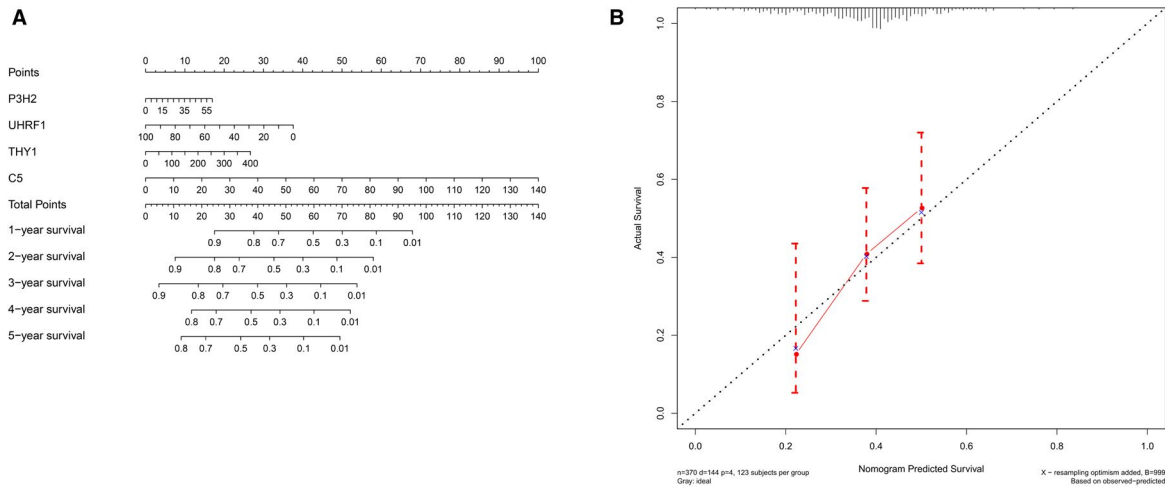 A
Points
0 10 20 30 40 50 60 70 80 90 100
P3H2
0 15 35 55
UHRF1
100 80 60 40 20 0
THY1
0 100 200 300 400
C5
0 10 20 30 40 50 60 70 80 90 100 110 120 130 140
Total Points
0 10 20 30 40 50 60 70 80 90 100 110 120 130 140
1−year survival
0.9 0.8 0.7 0.5 0.3 0.1 0.01
2−year survival
0.9 0.8 0.7 0.5 0.3 0.1 0.01
3−year survival
0.9 0.8 0.7 0.5 0.3 0.1 0.01
4−year survival
0.8 0.7 0.5 0.3 0.1 0.01
5−year survival
0.8 0.7 0.5 0.3 0.1 0.01
B
Actual Survival
1.0
0.8
0.6
0.4
0.2
0.0
0.0 0.2 0.4 0.6 0.8 1.0
Nomogram Predicted Survival
n=370 d=144 p=4, 123 subjects per group
Gray: ideal
X − resampling optimism added, B=999
Based on observed−predicted